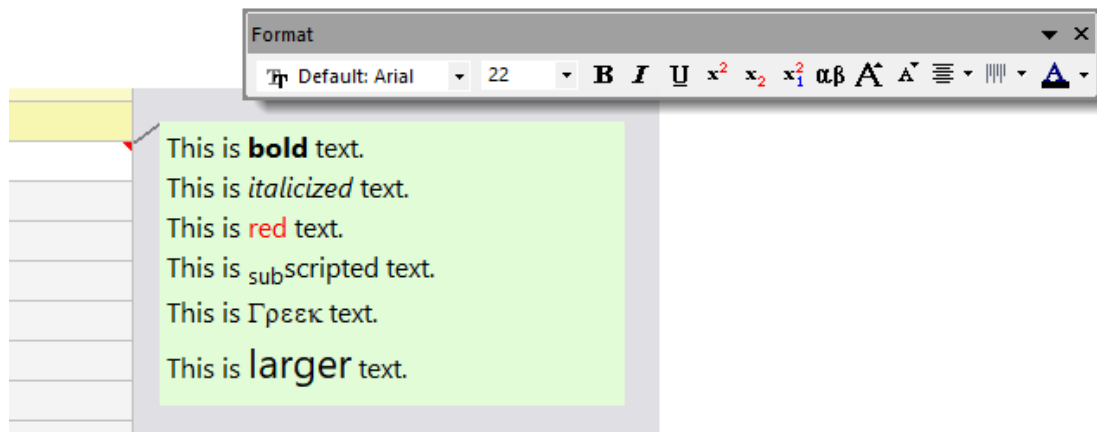 Format
Default: Arial 22 B I U x² x₂ x²₁ αβ A A A
This is bold text.
This is italicized text.
This is red text.
This is subscripted text.
This is Γρεεκ text.
This is larger text.